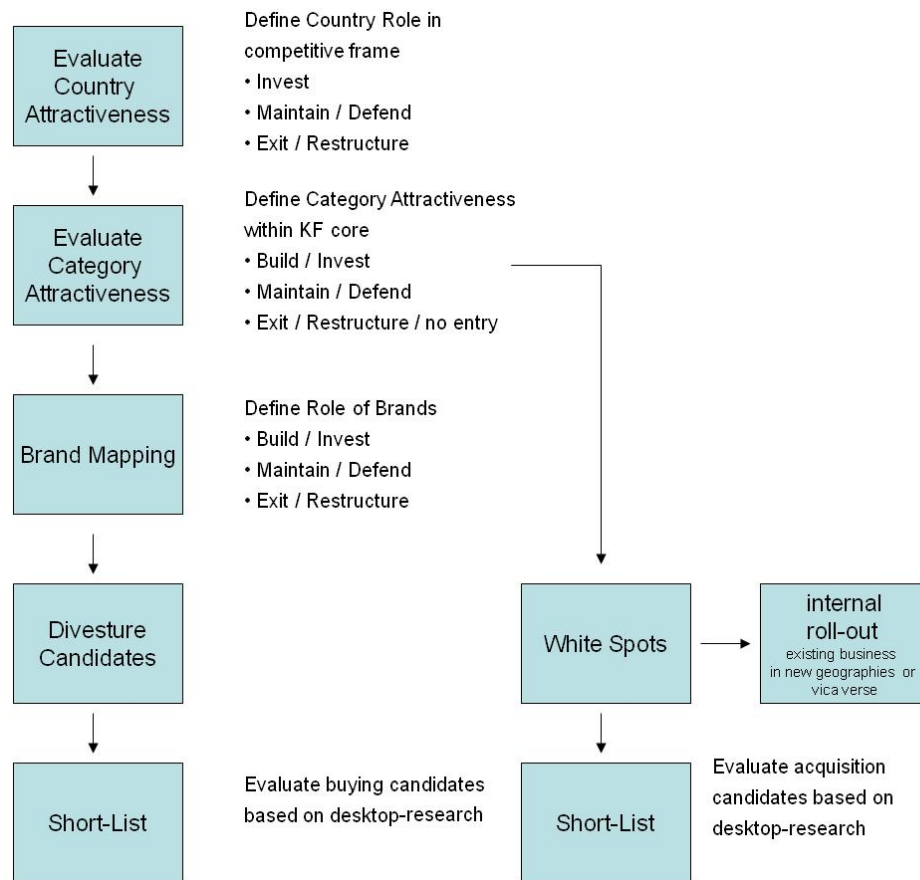 Evaluate
Country
Attractiveness
Define Country Role in
competitive frame
• Invest
• Maintain / Defend
• Exit / Restructure
Evaluate
Category
Attractiveness
Define Category Attractiveness
within KF core
• Build / Invest
• Maintain / Defend
• Exit / Restructure / no entry
Brand Mapping
Define Role of Brands
• Build / Invest
• Maintain / Defend
• Exit / Restructure
Divesture
Candidates
White Spots
internal
roll-out
existing business
in new geographies or
vica verse
Short-List
Evaluate buying candidates
based on desktop-research
Short-List
Evaluate acquisition
candidates based on
desktop-research